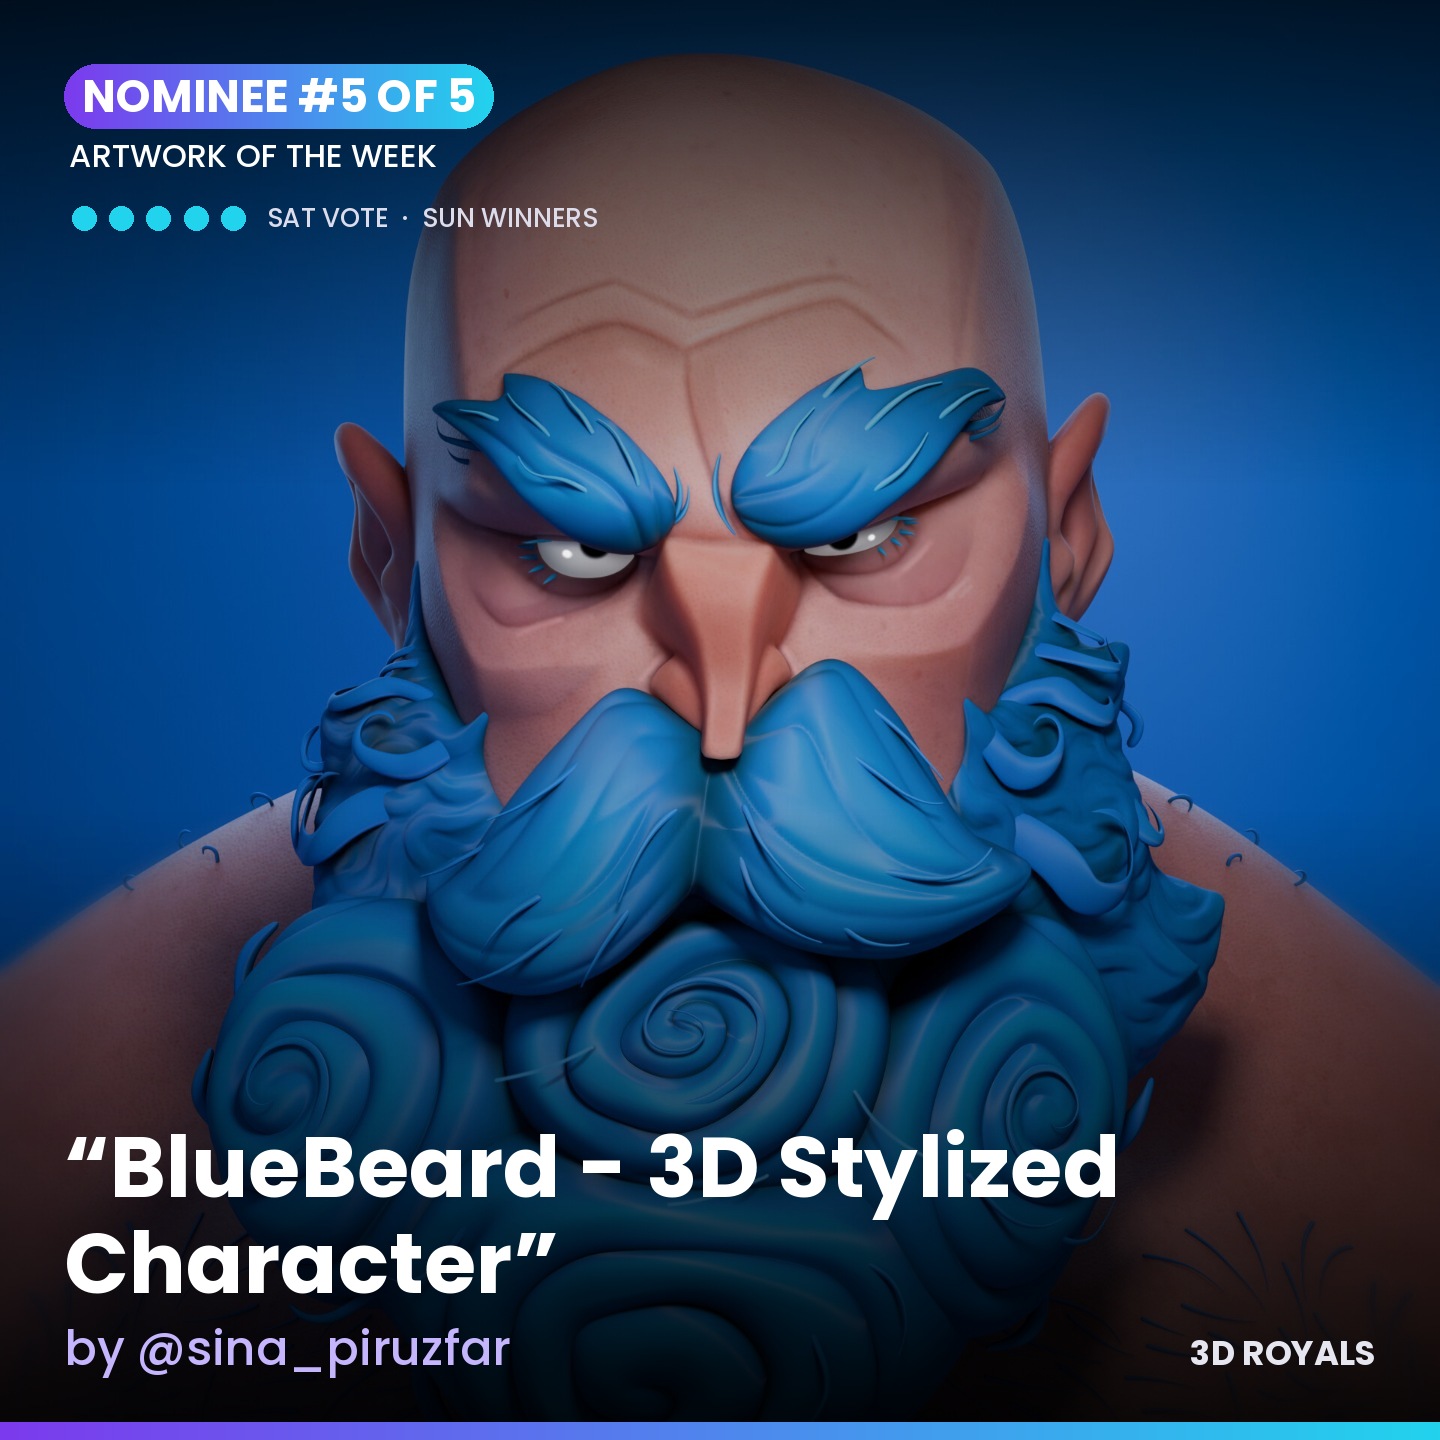 NOMINEE #5 OF 5
ARTWORK OF THE WEEK
SAT VOTE · SUN WINNERS
“BlueBeard - 3D Stylized
Character”
by @sina_piruzfar
3D ROYALS